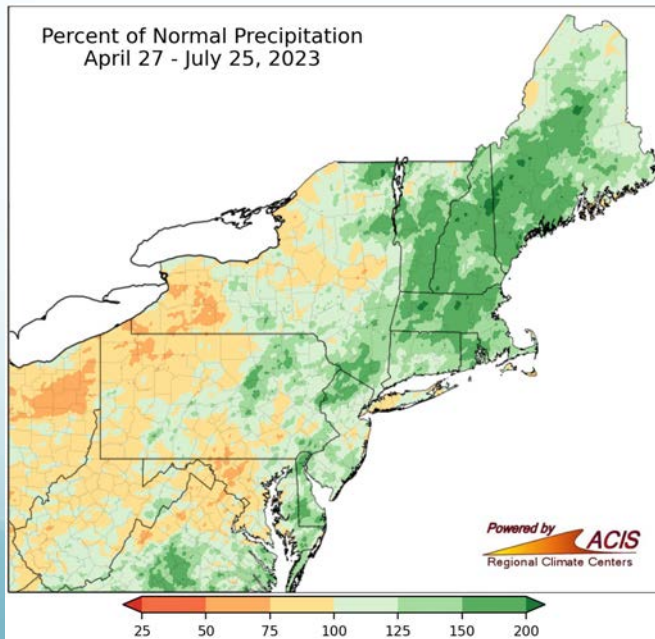 Percent of Normal Precipitation
April 27 - July 25, 2023
Powered by
ACIS
Regional Climate Centers
25 50 75 100 125 150 200